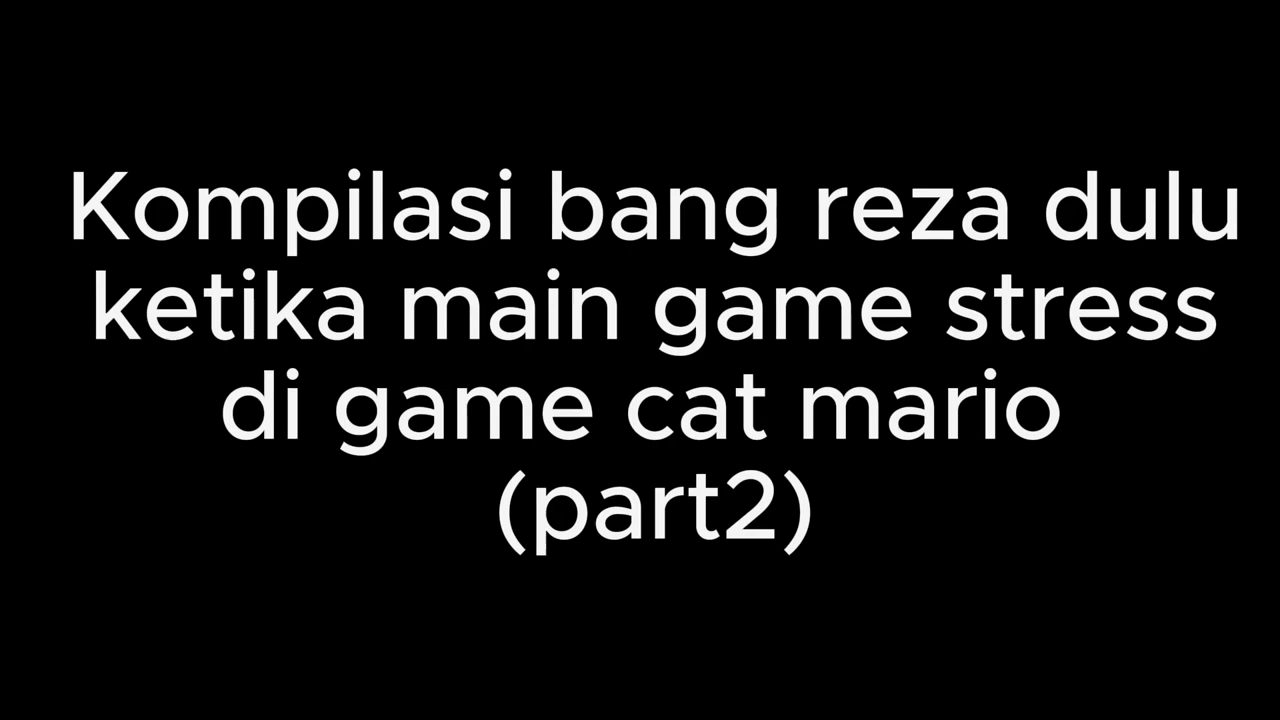 Kompilasi bang reza dulu
ketika main game stress
di game cat mario
(part2)